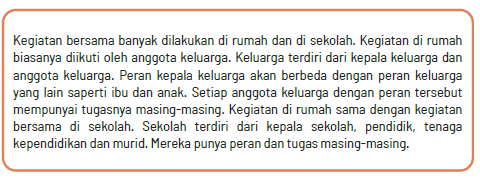 Kegiatan bersama banyak dilakukan di rumah dan di sekolah. Kegiatan di rumah
biasanya diikuti oleh anggota keluarga. Keluarga terdiri dari kepala keluarga dan
anggota keluarga. Peran kepala keluarga akan berbeda dengan peran keluarga
yang lain saperti ibu dan anak. Setiap anggota keluarga dengan peran tersebut
mempunyai tugasnya masing-masing. Kegiatan di rumah sama dengan kegiatan
bersama di sekolah. Sekolah terdiri dari kepala sekolah, pendidik, tenaga
kependidikan dan murid. Mereka punya peran dan tugas masing-masing.